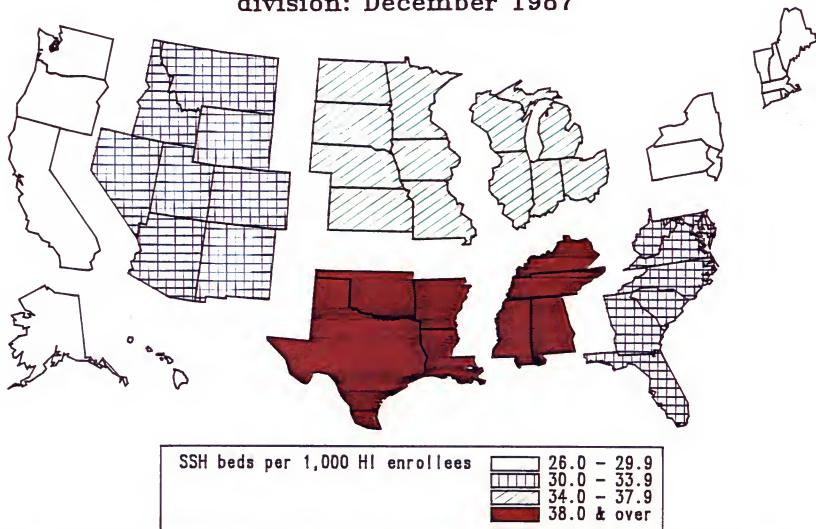 division: December 1987
SSH beds per 1,000 HI enrollees
26.0 - 29.9
30.0 - 33.9
34.0 - 37.9
38.0 & over